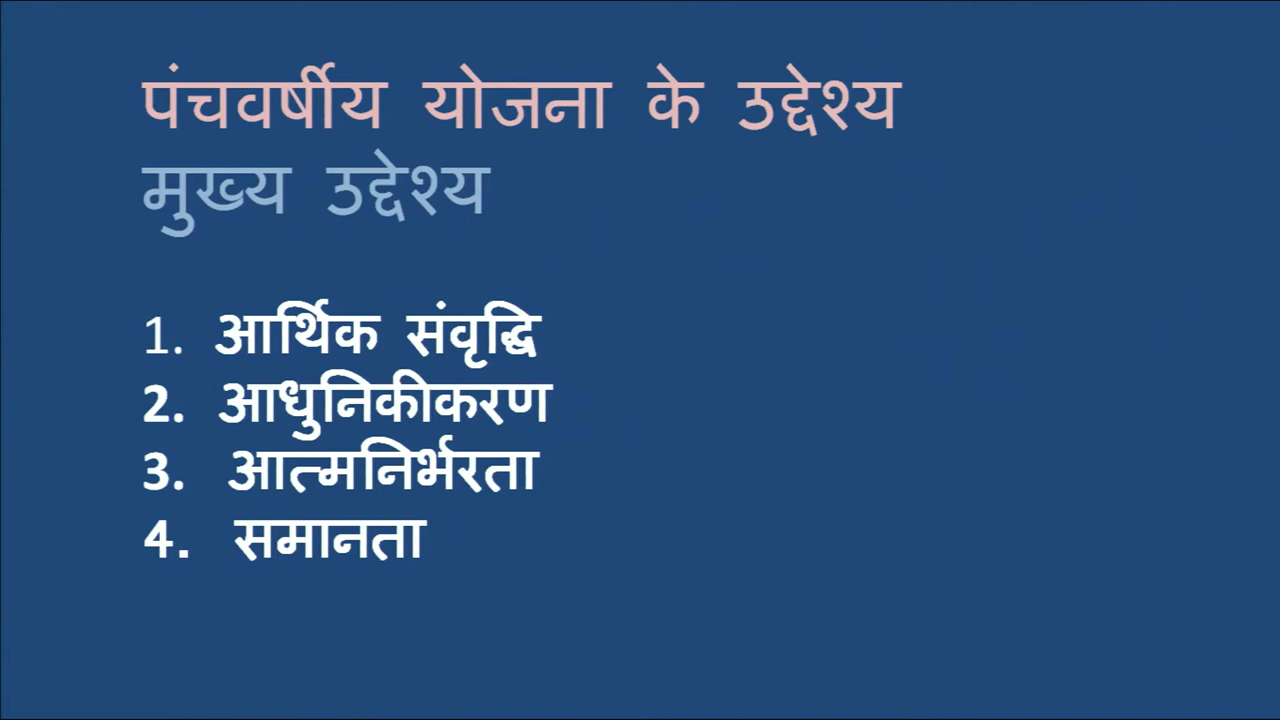 पंचवर्षीय योजना के उद्देश्य
मुख्य उद्देश्य
1. आर्थिक संवृद्धि
2. आधुनिकीकरण
3. आत्मनिर्भरता
4. समानता